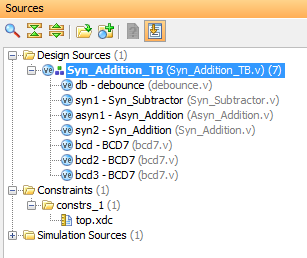 Sources
Design Sources (1)
Syn_Addition_TB (Syn_Addition_TB.v) (7)
db - debounce (debounce.v)
syn1 - Syn_Subtractor (Syn_Subtractor.v)
asyn1 - Asyn_Addition (Asyn_Addition.v)
syn2 - Syn_Addition (Syn_Addition.v)
bcd - BCD7 (bcd7.v)
bcd2 - BCD7 (bcd7.v)
bcd3 - BCD7 (bcd7.v)
Constraints (1)
constrs_1 (1)
top.xdc
Simulation Sources (1)